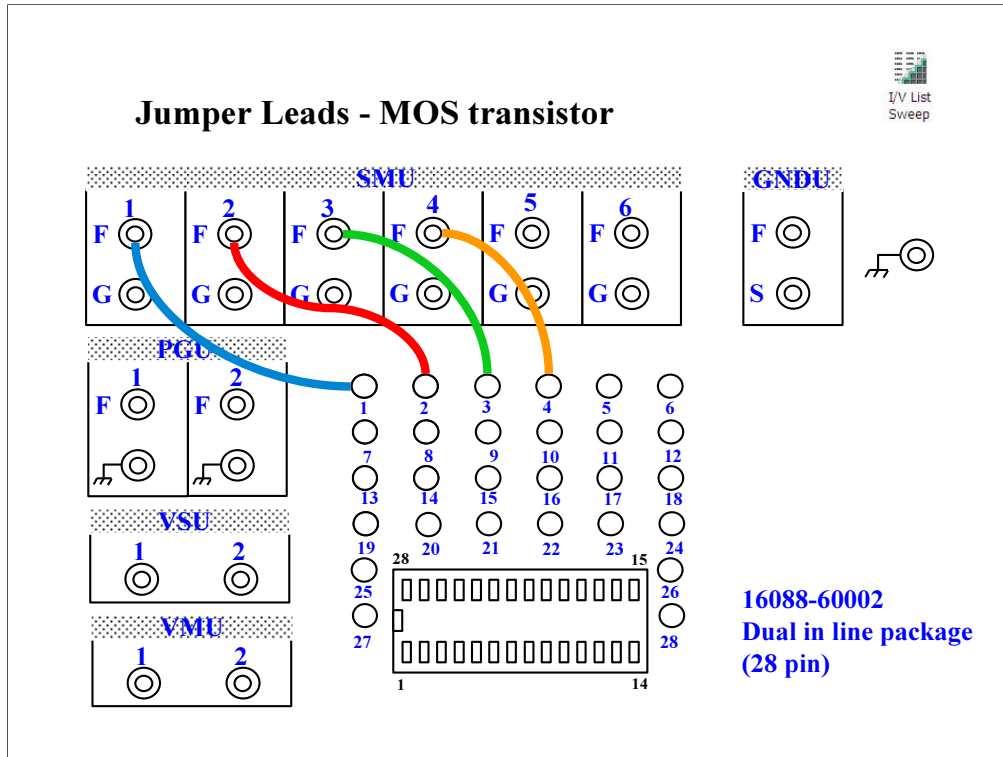 I/V List
Sweep
Jumper Leads - MOS transistor
SMU
GNDU
1 2 3 4 5 6
F F F F F F F
G G G G G G S
PGU
1 2
F F
1 2 3 4 5 6
7 8 9 10 11 12
13 14 15 16 17 18
VSU
19 20 21 22 23 24
1 2
28 15
25 26
16088-60002
Dual in line package
(28 pin)
VMU
27 28
1 2
1 14